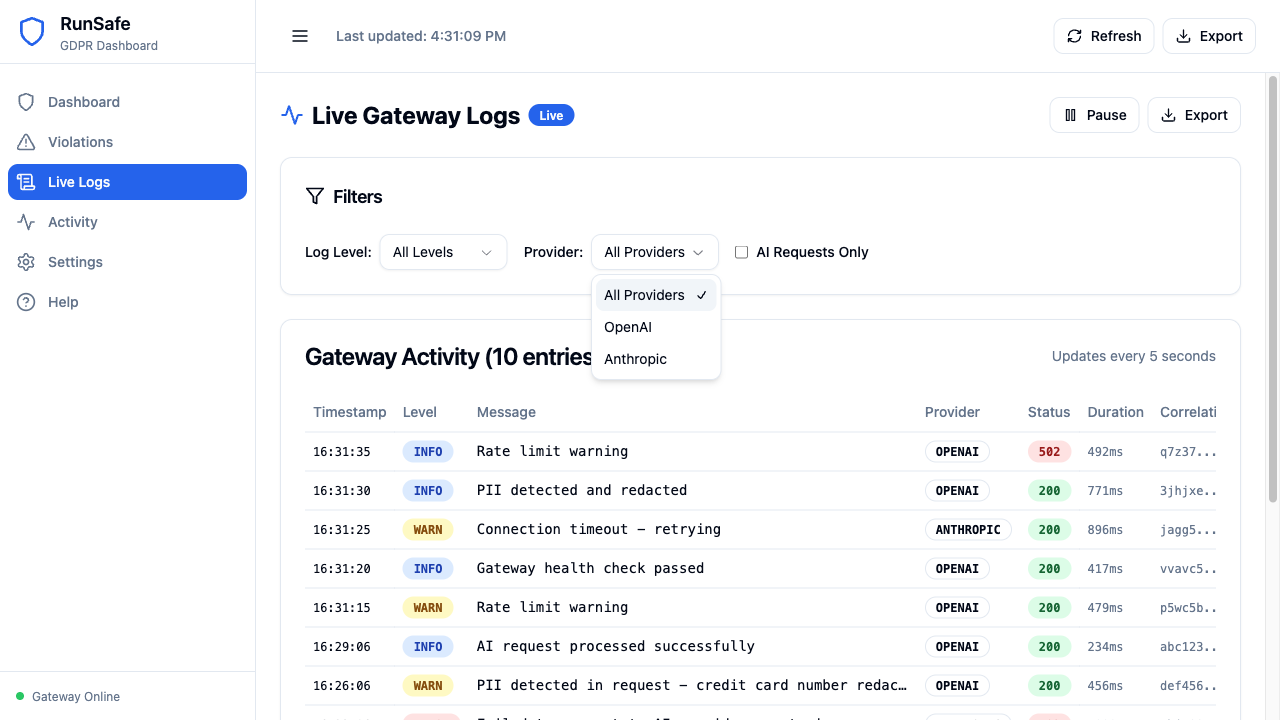 RunSafe
GDPR Dashboard
Last updated: 4:31:09 PM
Refresh
Export
Dashboard
Violations
Live Logs
Activity
Settings
Help
Gateway Online
Live Gateway Logs
Live
Pause
Export
Filters
Log Level: All Levels Provider: All Providers AI Requests Only
All Providers
OpenAI
Anthropic
Gateway Activity (10 entries
Updates every 5 seconds
Timestamp Level Message Provider Status Duration Correlati
16:31:35 INFO Rate limit warning OPENAI 502 492ms q7z37...
16:31:30 INFO PII detected and redacted OPENAI 200 771ms 3jhjxe...
16:31:25 WARN Connection timeout – retrying ANTHROPIC 200 896ms jagg5...
16:31:20 INFO Gateway health check passed OPENAI 200 417ms vvavc5...
16:31:15 WARN Rate limit warning OPENAI 200 479ms p5wc5b...
16:29:06 INFO AI request processed successfully OPENAI 200 234ms abc123...
16:26:06 WARN PII detected in request – credit card number redac… OPENAI 200 456ms def456...